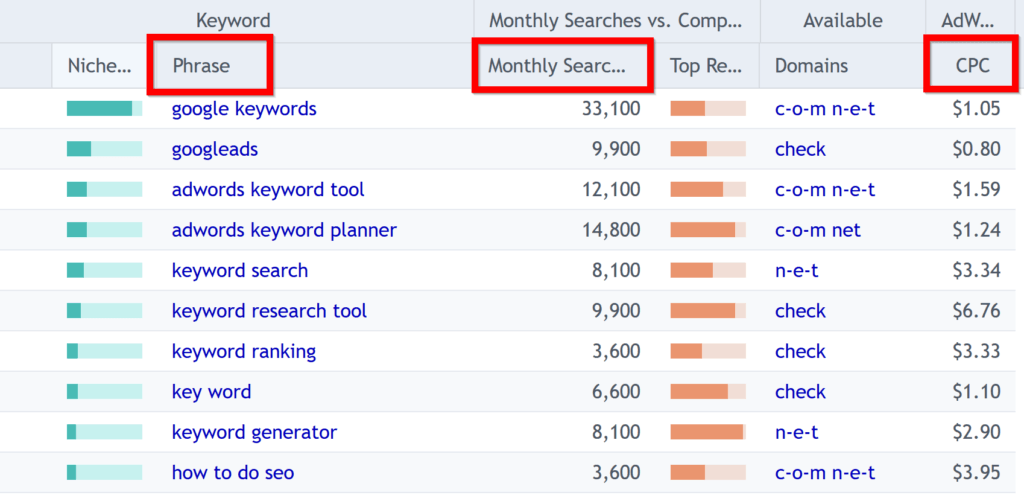 Keyword Monthly Searches vs. Comp... Available AdW...
Niche... Phrase Monthly Searc... Top Re... Domains CPC
google keywords 33,100 c-o-m n-e-t $1.05
googleads 9,900 check $0.80
adwords keyword tool 12,100 c-o-m n-e-t $1.59
adwords keyword planner 14,800 c-o-m net $1.24
keyword search 8,100 n-e-t $3.34
keyword research tool 9,900 check $6.76
keyword ranking 3,600 check $3.33
key word 6,600 check $1.10
keyword generator 8,100 n-e-t $2.90
how to do seo 3,600 c-o-m n-e-t $3.95